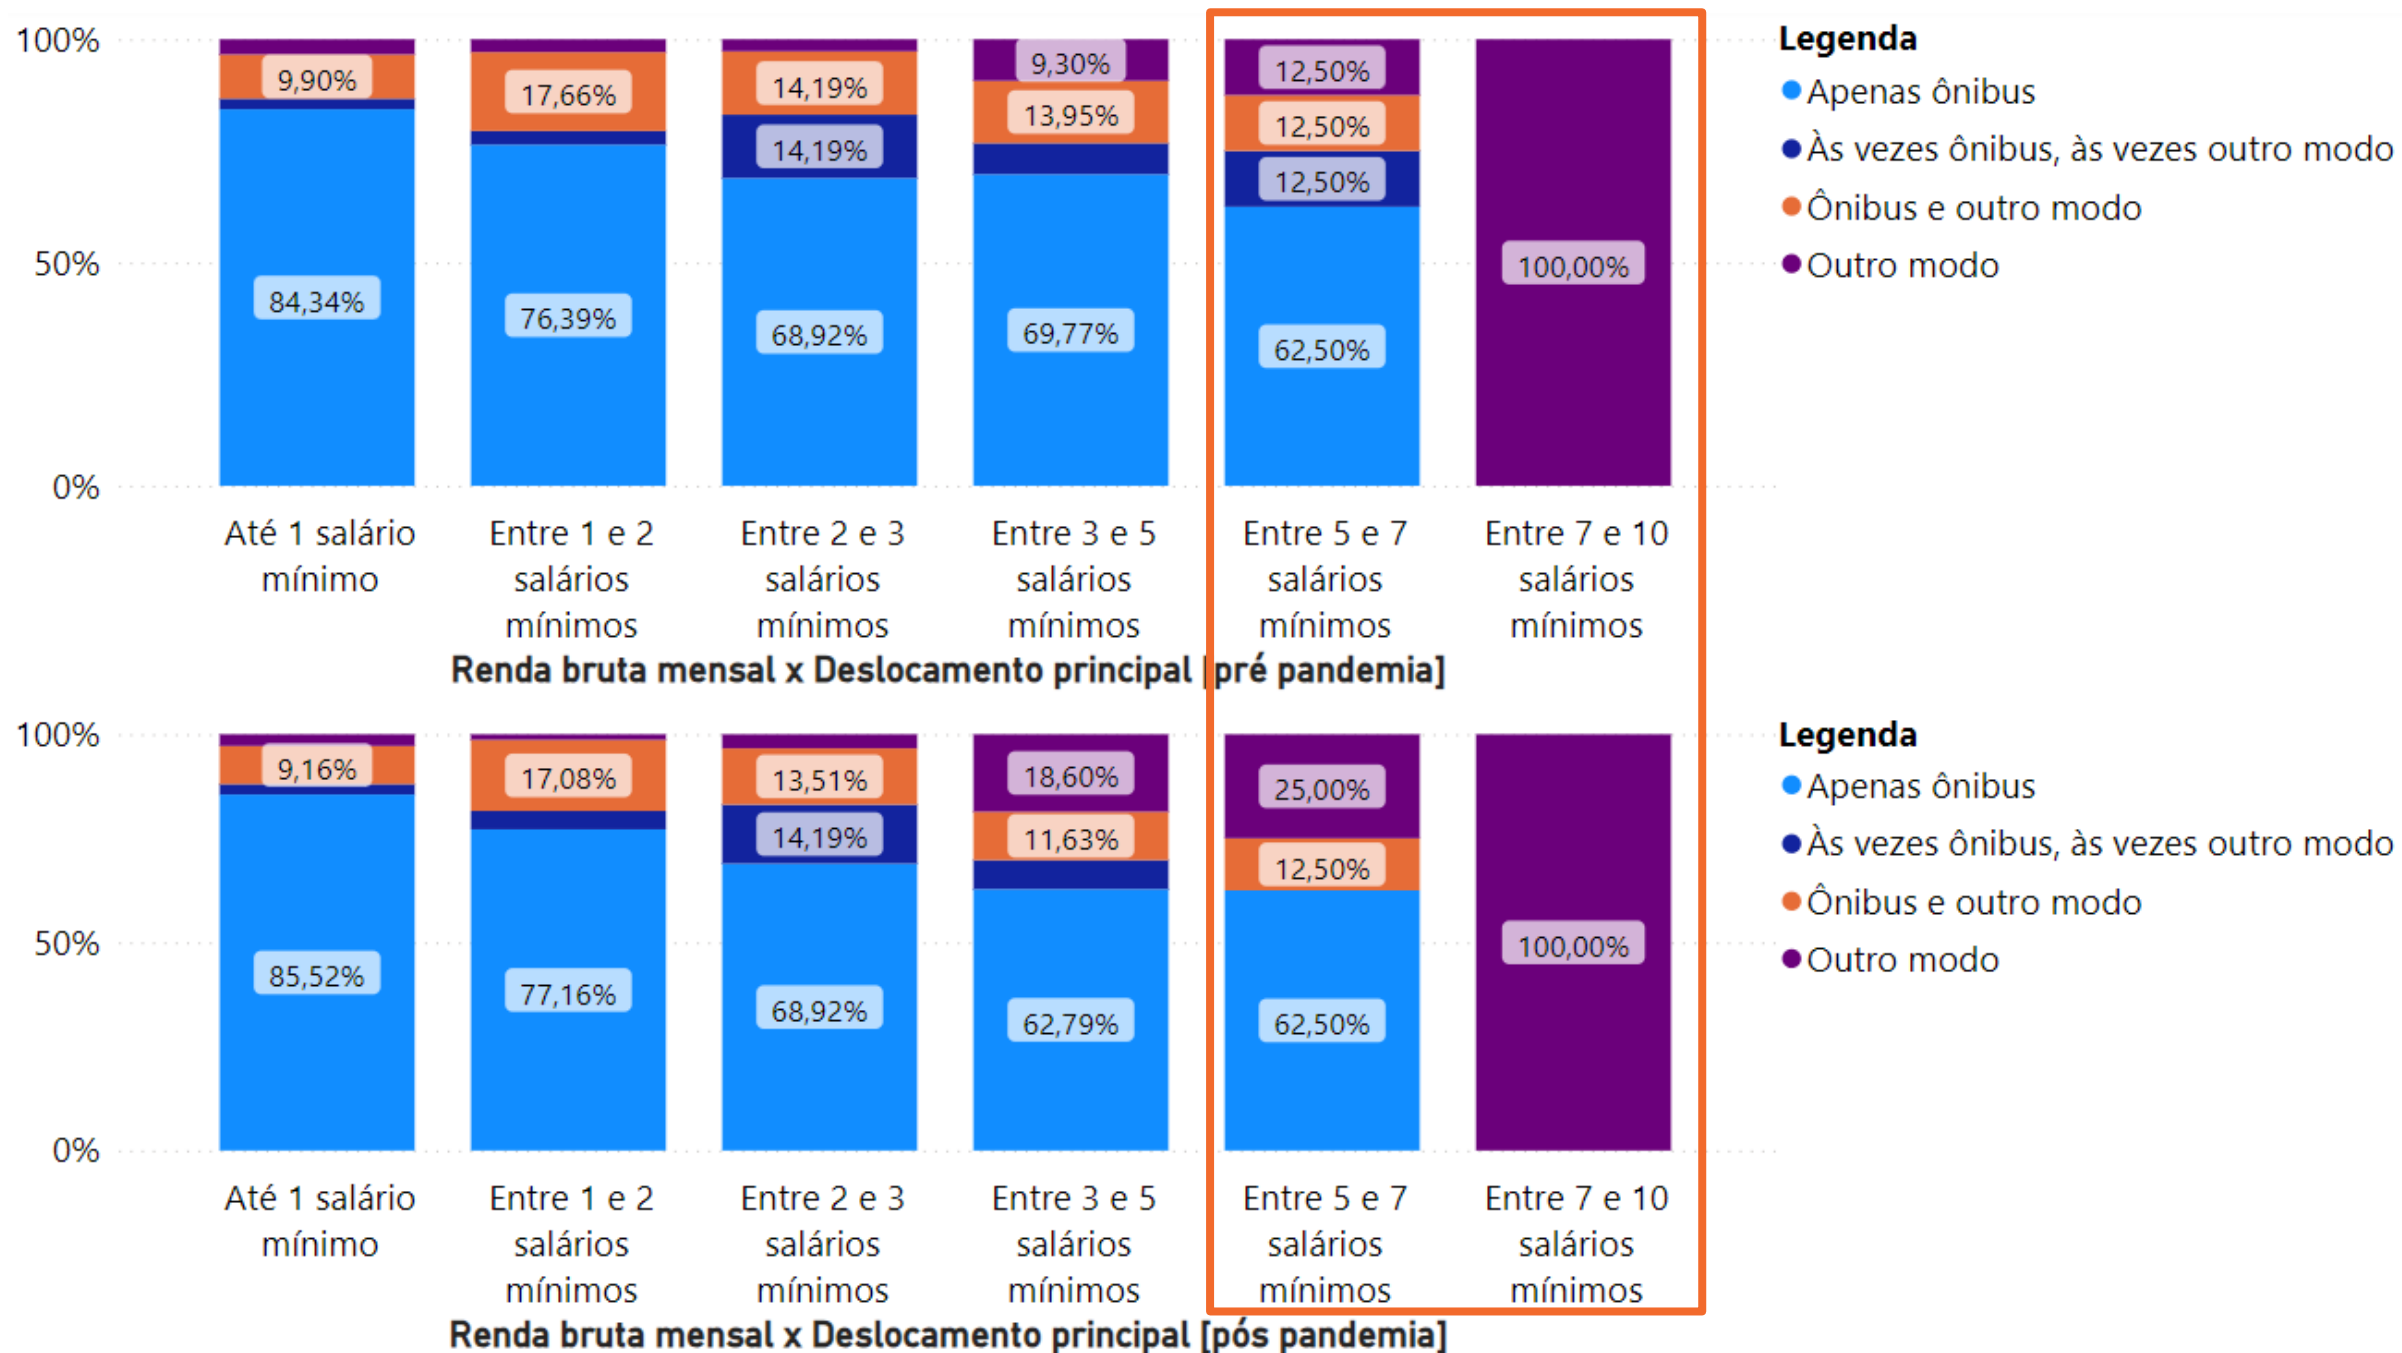 100%
50%
0%
9,90%
84,34%
17,66%
76,39%
14,19%
14,19%
68,92%
9,30%
13,95%
69,77%
12,50%
12,50%
12,50%
62,50%
100,00%
Até 1 salário
mínimo
Entre 1 e 2
salários
mínimos
Entre 2 e 3
salários
mínimos
Entre 3 e 5
salários
mínimos
Entre 5 e 7
salários
mínimos
Entre 7 e 10
salários
mínimos
Renda bruta mensal x Deslocamento principal [pré pandemia]
Legenda
Apenas ônibus
Às vezes ônibus, às vezes outro modo
Ônibus e outro modo
Outro modo
100%
50%
0%
9,16%
85,52%
17,08%
77,16%
13,51%
14,19%
68,92%
18,60%
11,63%
62,79%
25,00%
12,50%
62,50%
100,00%
Até 1 salário
mínimo
Entre 1 e 2
salários
mínimos
Entre 2 e 3
salários
mínimos
Entre 3 e 5
salários
mínimos
Entre 5 e 7
salários
mínimos
Entre 7 e 10
salários
mínimos
Renda bruta mensal x Deslocamento principal [pós pandemia]
Legenda
Apenas ônibus
Às vezes ônibus, às vezes outro modo
Ônibus e outro modo
Outro modo